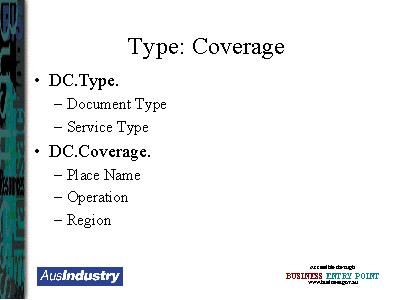 Type: Coverage
• DC.Type.
– Document Type
– Service Type
• DC.Coverage.
– Place Name
– Operation
– Region
AusIndustry
Accessible through
BUSINESS ENTRY POINT
www.business.gov.au